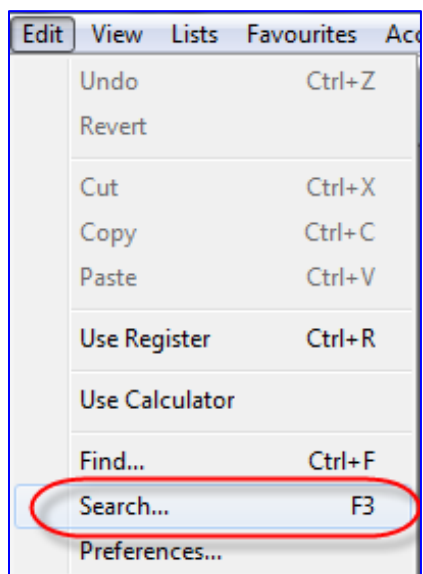 Edit View Lists Favourites Acc
Undo Ctrl+Z
Revert
Cut Ctrl+X
Copy Ctrl+C
Paste Ctrl+V
Use Register Ctrl+R
Use Calculator
Find... Ctrl+F
Search... F3
Preferences...